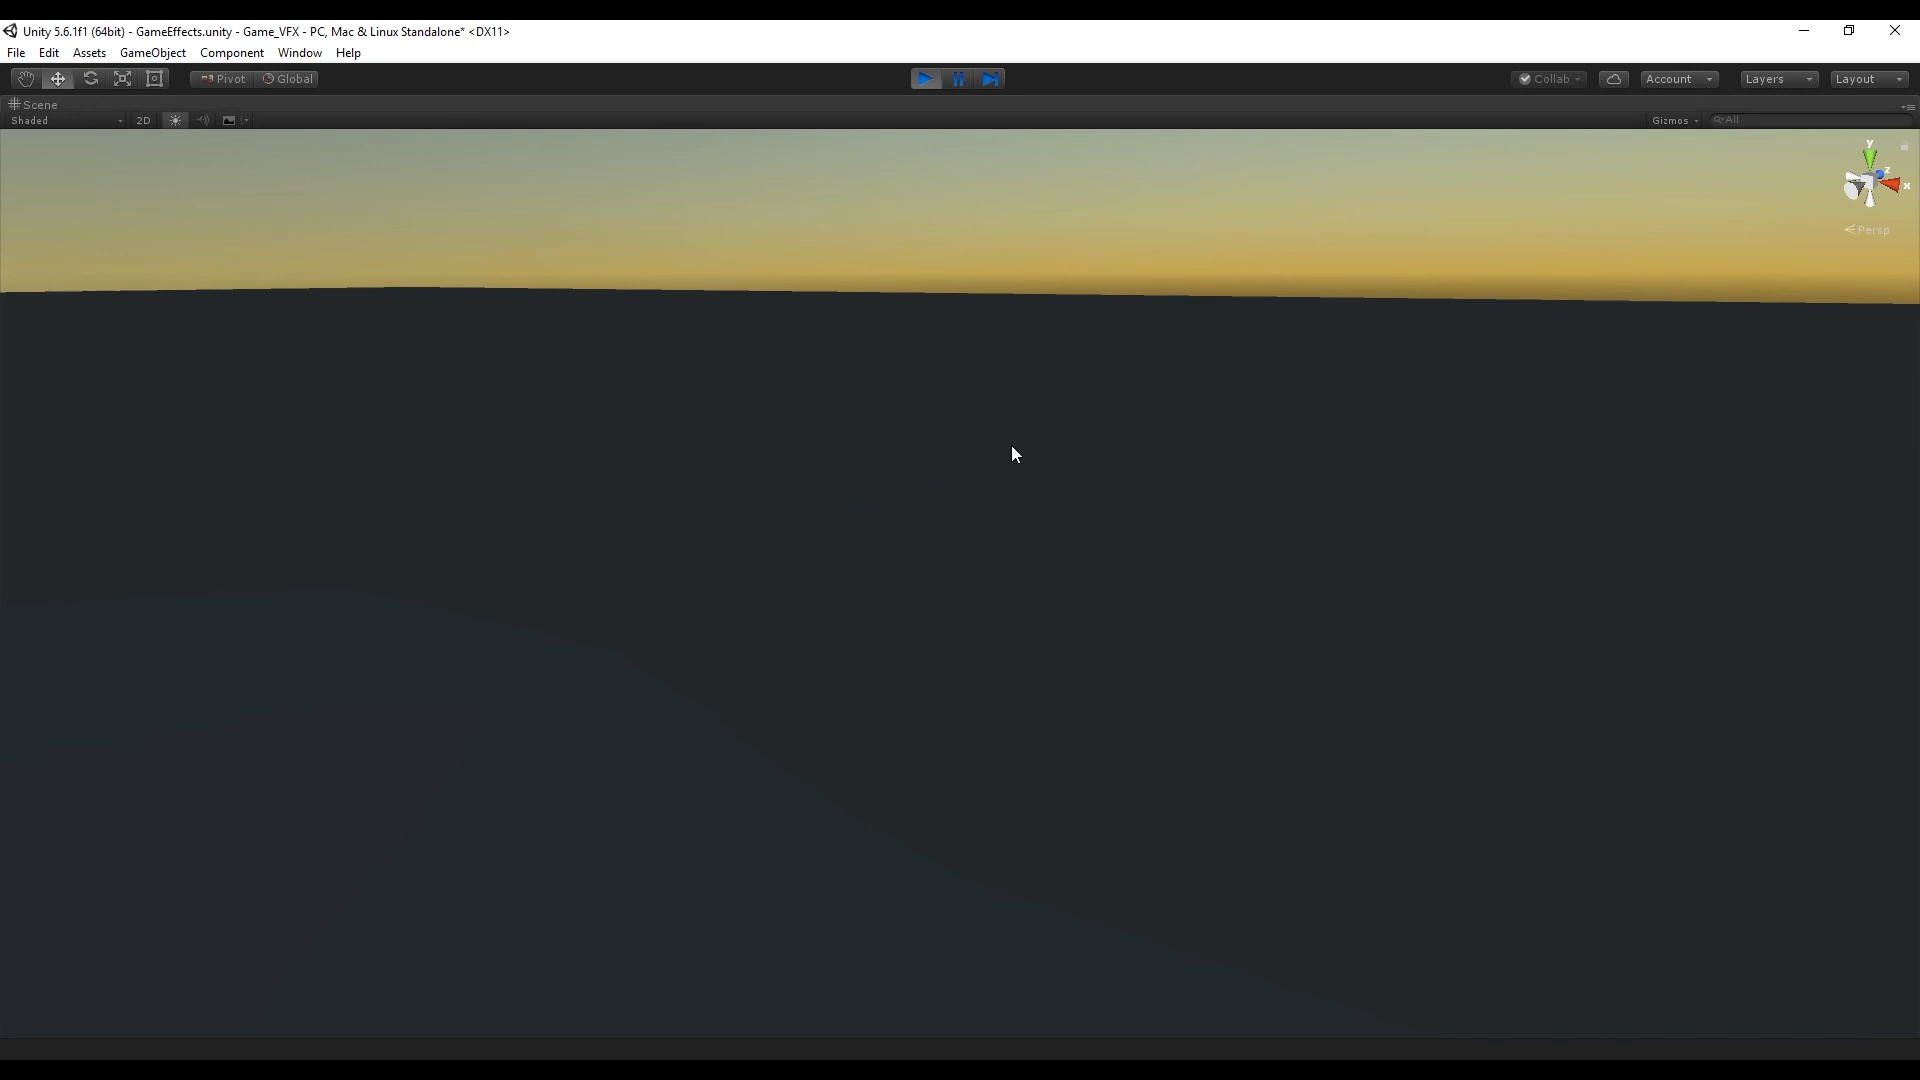 Unity 5.6.1f1 (64bit) - GameEffects.unity - Game_VFX - PC, Mac & Linux Standalone* <DX11>
File Edit Assets GameObject Component Window Help
Pivot Global Collab Account Layers Layout
Scene
Shaded 2D Gizmos All
y
z
x
Persp